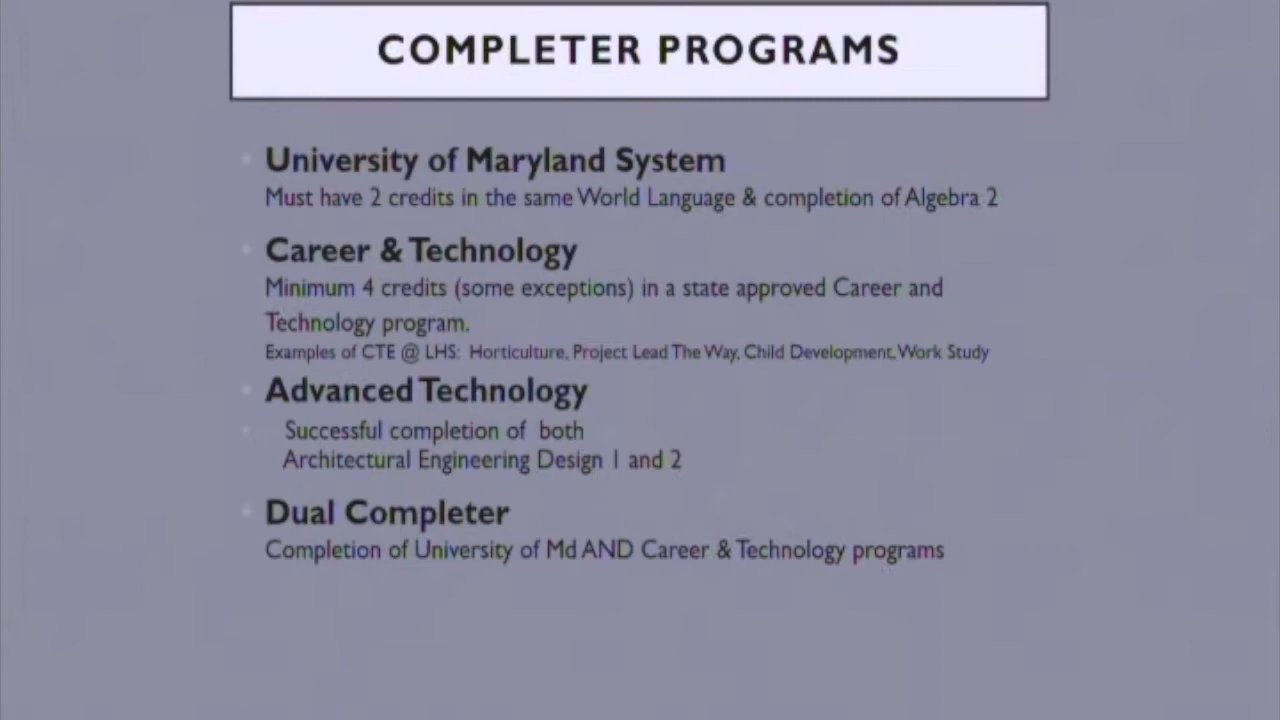 COMPLETER PROGRAMS
• University of Maryland System
Must have 2 credits in the same World Language & completion of Algebra 2
• Career & Technology
Minimum 4 credits (some exceptions) in a state approved Career and
Technology program.
Examples of CTE @ LHS: Horticulture, Project Lead The Way, Child Development, Work Study
• Advanced Technology
• Successful completion of both
Architectural Engineering Design 1 and 2
• Dual Completer
Completion of University of Md AND Career & Technology programs